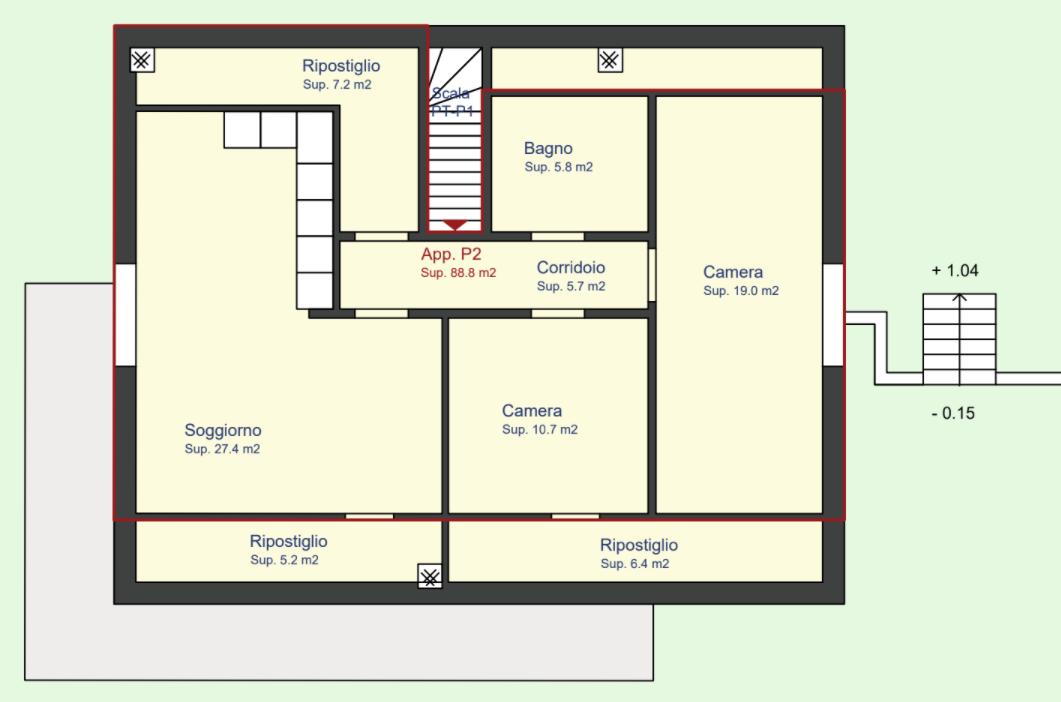 Ripostiglio
Sup. 7.2 m2
Scala
PT-P1
Bagno
Sup. 5.8 m2
App. P2
Sup. 88.8 m2
Corridoio
Sup. 5.7 m2
Camera
Sup. 19.0 m2
+ 1.04
- 0.15
Camera
Sup. 10.7 m2
Soggiorno
Sup. 27.4 m2
Ripostiglio
Sup. 5.2 m2
Ripostiglio
Sup. 6.4 m2